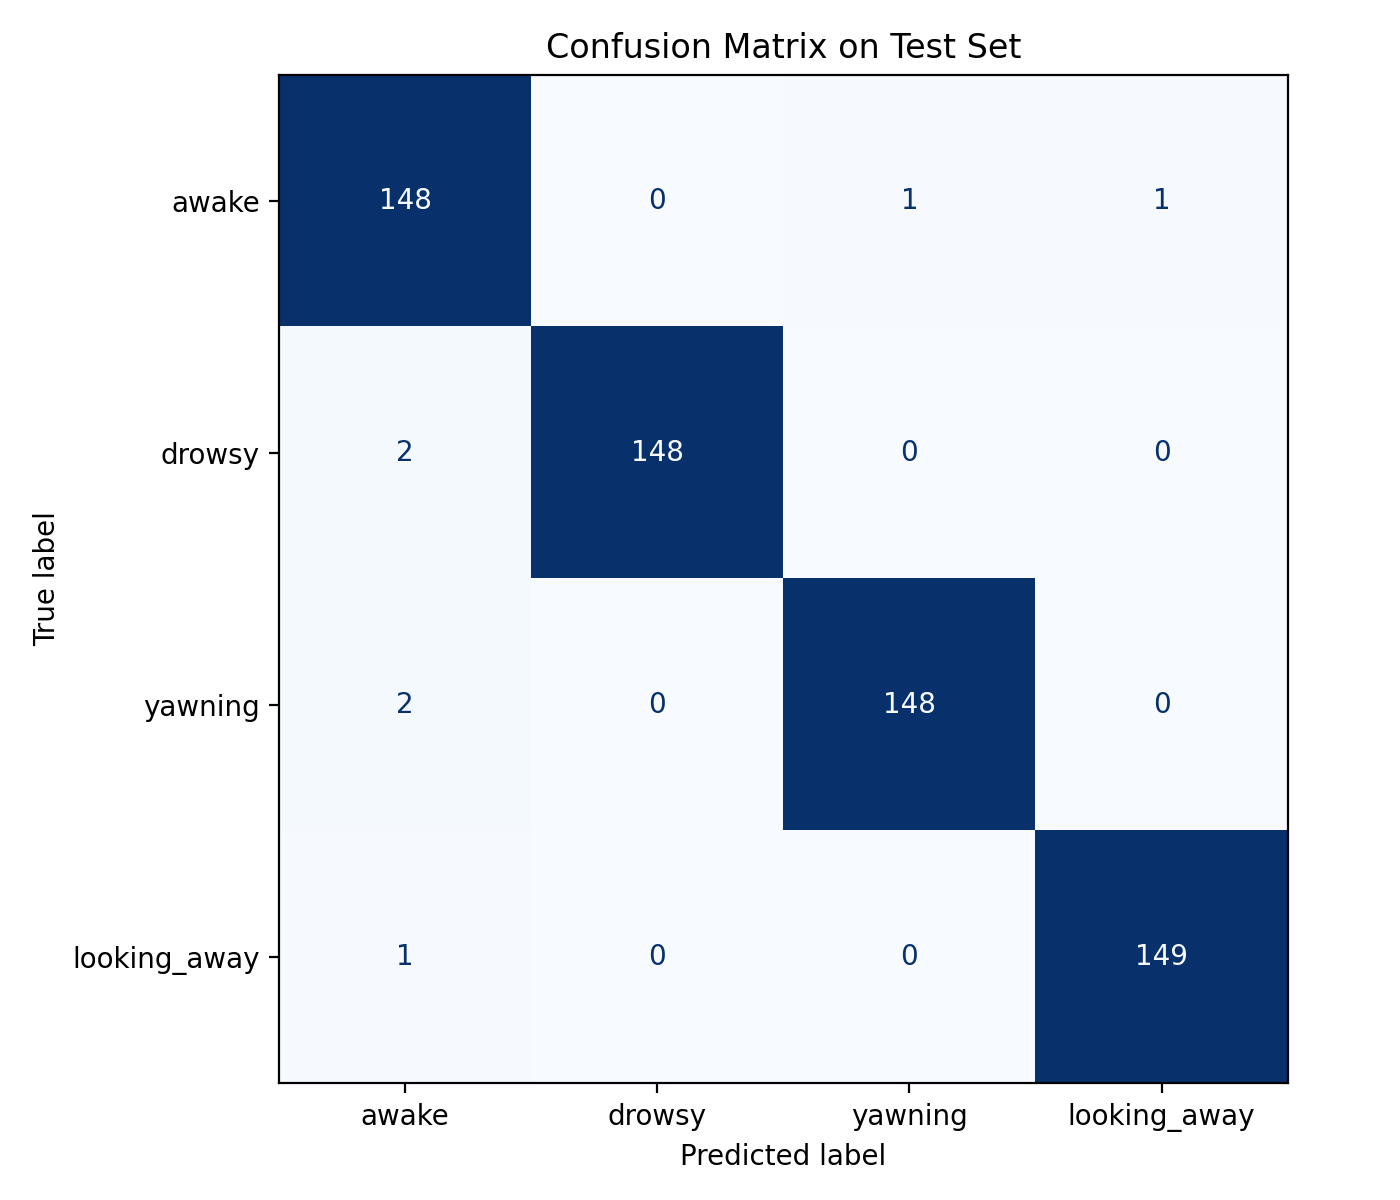 Confusion Matrix on Test Set
awake 148 0 1 1
drowsy 2 148 0 0
yawning 2 0 148 0
looking_away 1 0 0 149
True label
awake drowsy yawning looking_away
Predicted label